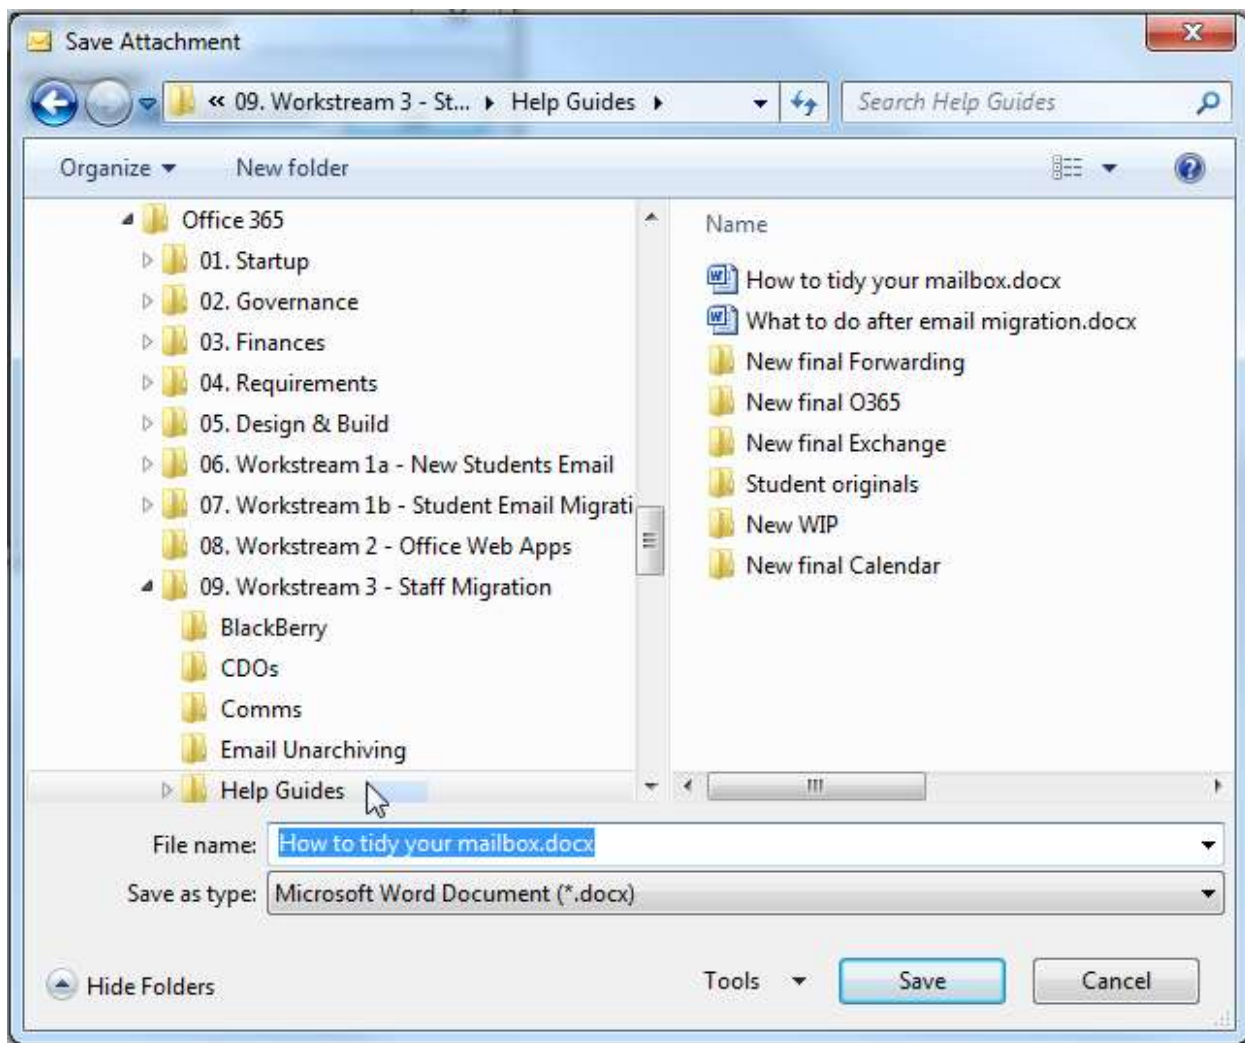 Save Attachment
« 09. Workstream 3 - St... Help Guides
Search Help Guides
Organize New folder
Office 365
01. Startup
02. Governance
03. Finances
04. Requirements
05. Design & Build
06. Workstream 1a - New Students Email
07. Workstream 1b - Student Email Migrati
08. Workstream 2 - Office Web Apps
09. Workstream 3 - Staff Migration
BlackBerry
CDOs
Comms
Email Unarchiving
Help Guides
Name
How to tidy your mailbox.docx
What to do after email migration.docx
New final Forwarding
New final O365
New final Exchange
Student originals
New WIP
New final Calendar
File name: How to tidy your mailbox.docx
Save as type: Microsoft Word Document (*.docx)
Hide Folders Tools Save Cancel